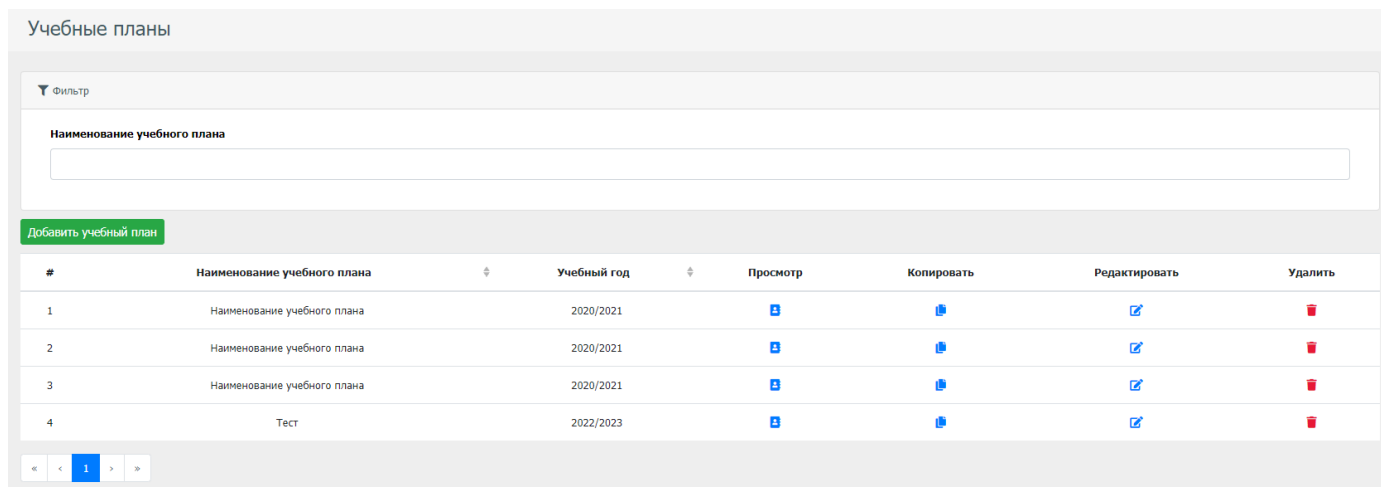 Учебные планы
Фильтр
Наименование учебного плана
Добавить учебный план
# Наименование учебного плана Учебный год Просмотр Копировать Редактировать Удалить
1 Наименование учебного плана 2020/2021
2 Наименование учебного плана 2020/2021
3 Наименование учебного плана 2020/2021
4 Тест 2022/2023
« ‹ 1 › »